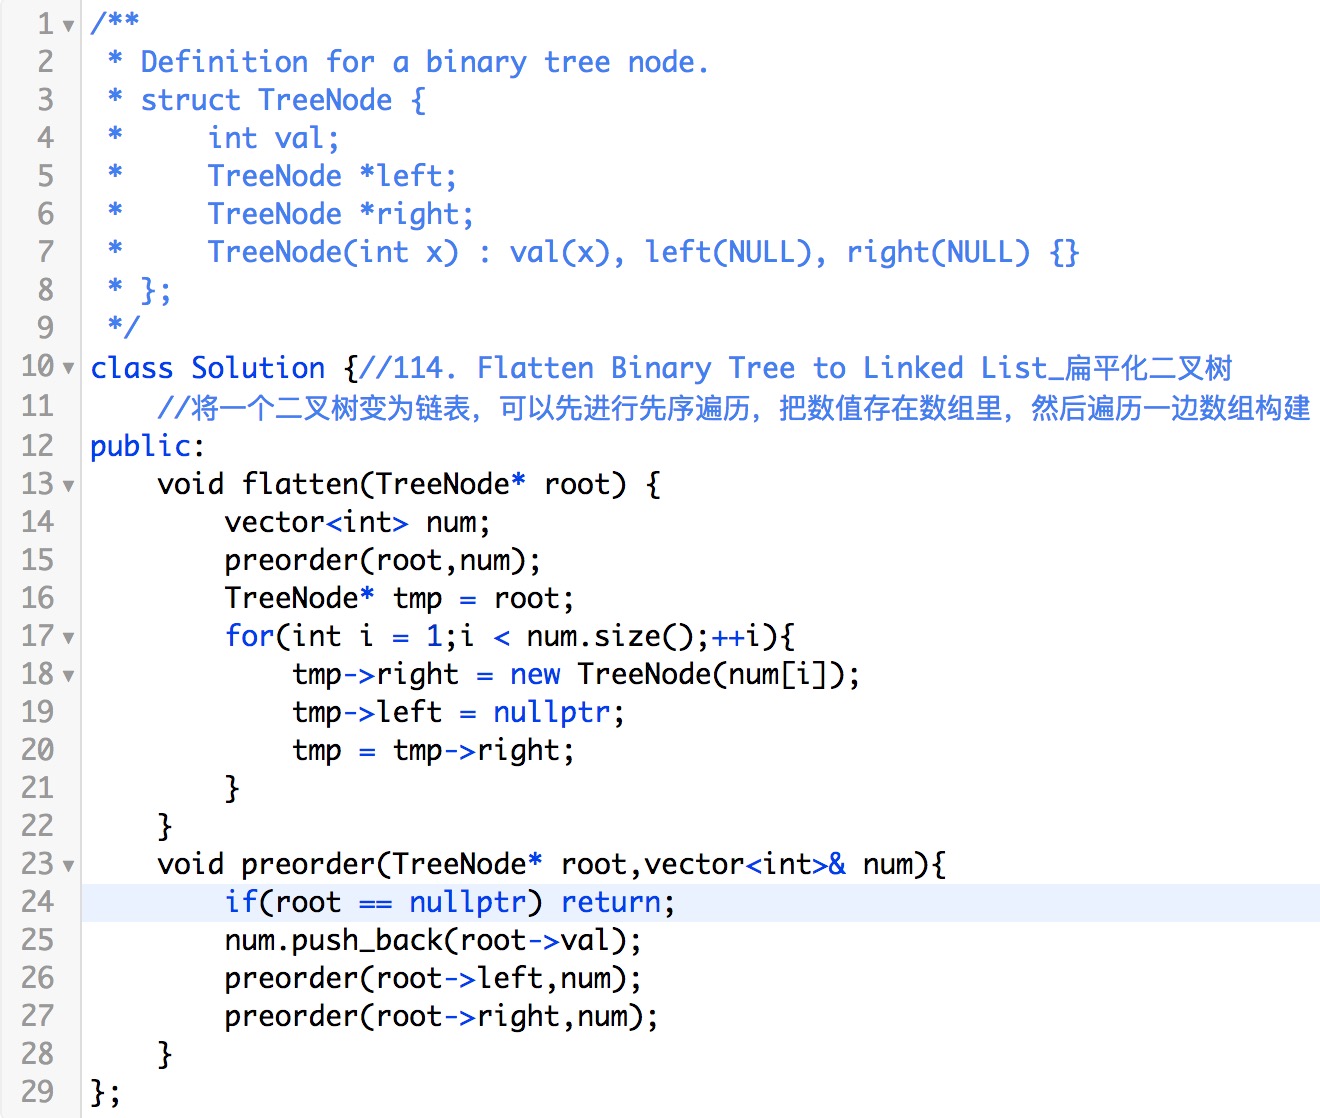 1 /**
2  * Definition for a binary tree node.
3  * struct TreeNode {
4  *     int val;
5  *     TreeNode *left;
6  *     TreeNode *right;
7  *     TreeNode(int x) : val(x), left(NULL), right(NULL) {}
8  * };
9  */
10 class Solution {//114. Flatten Binary Tree to Linked List_扁平化二叉树
11     //将一个二叉树变为链表，可以先进行先序遍历，把数值存在数组里，然后遍历一边数组构建
12 public:
13     void flatten(TreeNode* root) {
14         vector<int> num;
15         preorder(root,num);
16         TreeNode* tmp = root;
17         for(int i = 1;i < num.size();++i){
18             tmp->right = new TreeNode(num[i]);
19             tmp->left = nullptr;
20             tmp = tmp->right;
21         }
22     }
23     void preorder(TreeNode* root,vector<int>& num){
24         if(root == nullptr) return;
25         num.push_back(root->val);
26         preorder(root->left,num);
27         preorder(root->right,num);
28     }
29 };